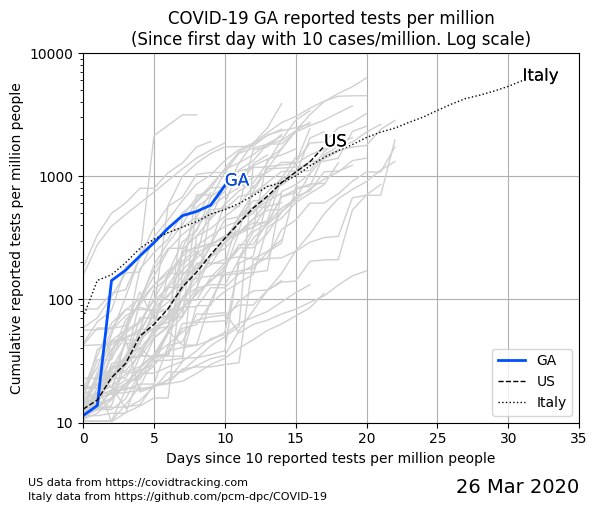 COVID-19 GA reported tests per million
(Since first day with 10 cases/million. Log scale)
Cumulative reported tests per million people
10000
1000
100
10
Italy
US
GA
GA
US
Italy
0 5 10 15 20 25 30 35
Days since 10 reported tests per million people
US data from https://covidtracking.com
Italy data from https://github.com/pcm-dpc/COVID-19
26 Mar 2020